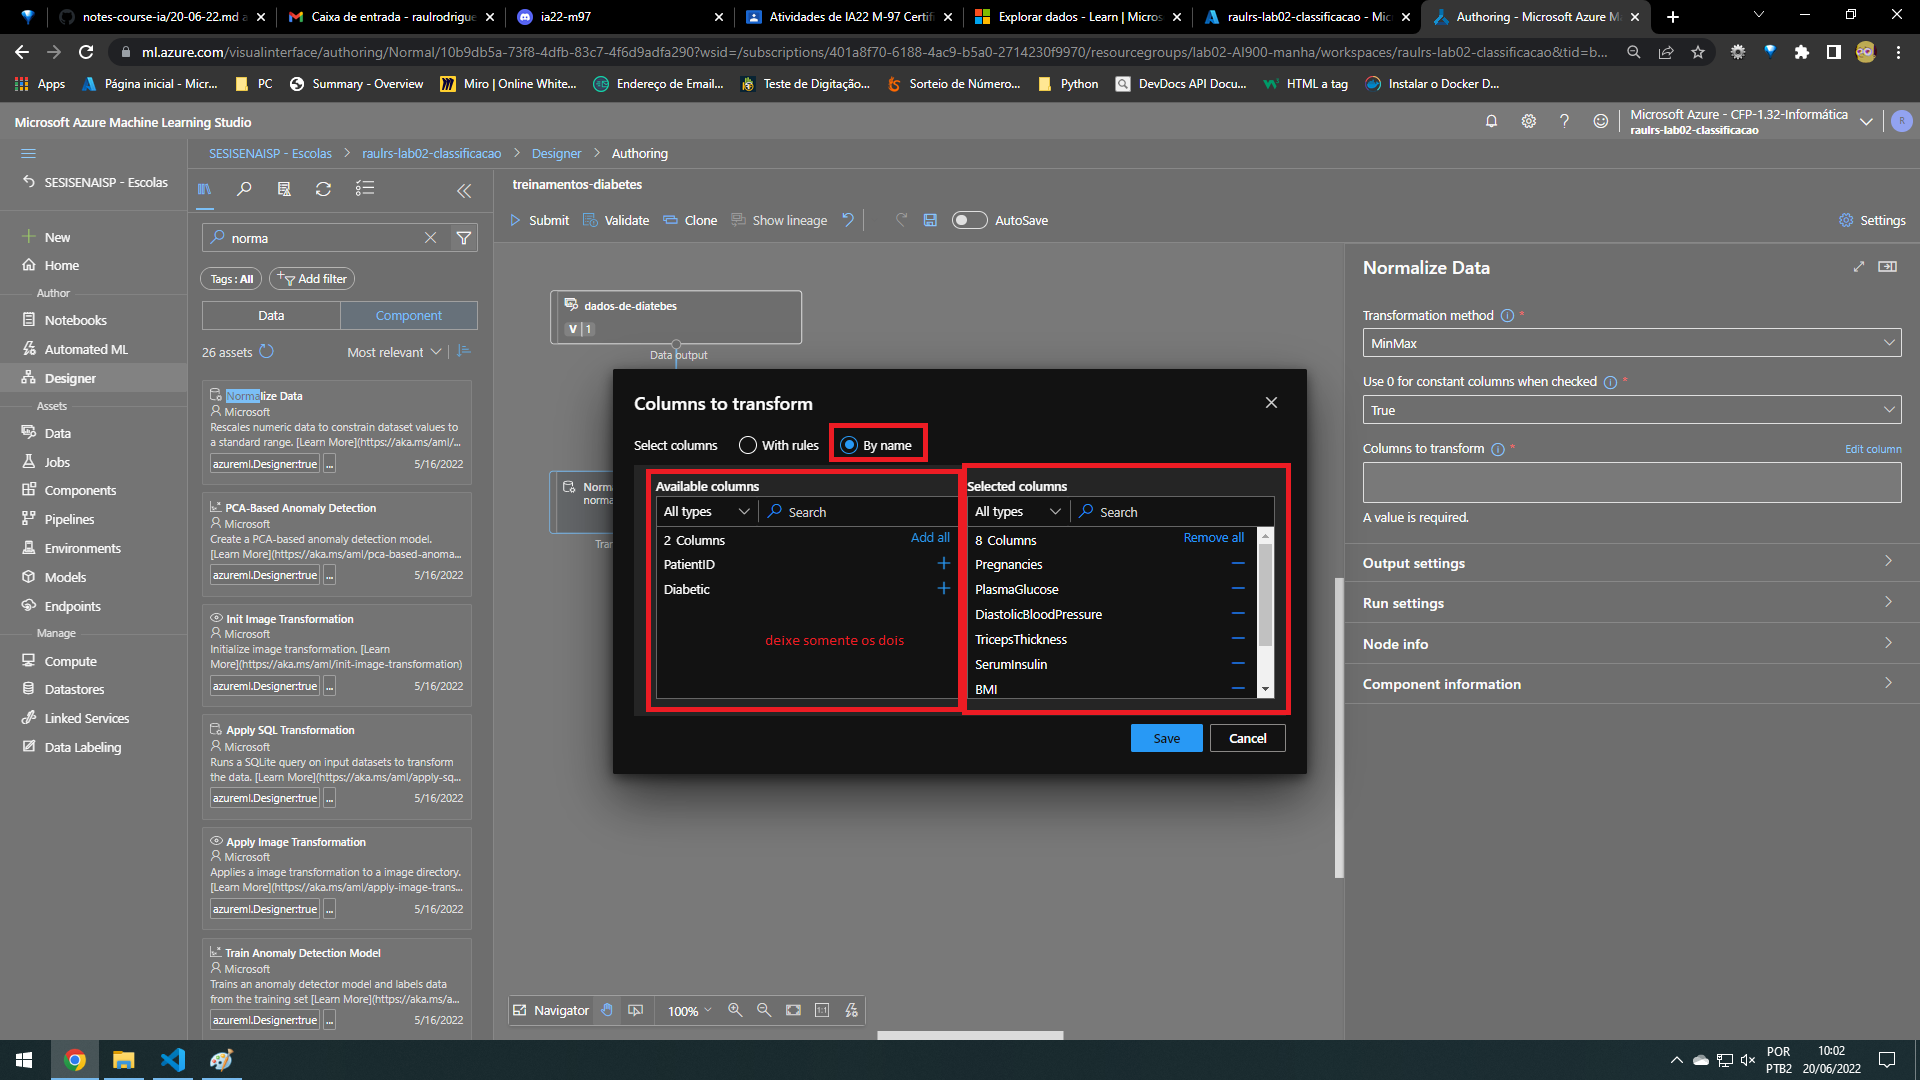 notes-course-ia/20-06-22.md a
Caixa de entrada - raulrodrigue
ia22-m97
Atividades de IA22 M-97 Certifi
Explorar dados - Learn | Micros
raulrs-lab02-classificacao - Mic
Authoring - Microsoft Azure M
ml.azure.com/visualinterface/authoring/Normal/10b9db5a-73f8-4dfb-83c7-4f6d9adfa290?wsid=/subscriptions/401a8f70-6188-4ac9-b5a0-2714230f9970/resourcegroups/lab02-AI900-manha/workspaces/raulrs-lab02-classificacao&tid=b...
Apps
Página inicial - Micr...
PC
Summary - Overview
Miro | Online White...
Endereço de Email...
Teste de Digitação...
Sorteio de Número...
Python
DevDocs API Docu...
HTML a tag
Instalar o Docker D...
Microsoft Azure Machine Learning Studio
Microsoft Azure - CFP-1.32-Informática
raulrs-lab02-classificacao
R
SESISENAISP - Escolas
New
Home
Author
Notebooks
Automated ML
Designer
Assets
Data
Jobs
Components
Pipelines
Environments
Models
Endpoints
Manage
Compute
Datastores
Linked Services
Data Labeling
SESISENAISP - Escolas > raulrs-lab02-classificacao > Designer > Authoring
norma
Tags : All
Add filter
Data
Component
26 assets
Most relevant
Normalize Data
Microsoft
Rescales numeric data to constrain dataset values to
a standard range. [Learn More](https://aka.ms/aml/...
azureml.Designer:true
...
5/16/2022
PCA-Based Anomaly Detection
Microsoft
Create a PCA-based anomaly detection model.
[Learn More](https://aka.ms/aml/pca-based-anoma...
azureml.Designer:true
...
5/16/2022
Init Image Transformation
Microsoft
Initialize image transformation. [Learn
More](https://aka.ms/aml/init-image-transformation)
azureml.Designer:true
...
5/16/2022
Apply SQL Transformation
Microsoft
Runs a SQLite query on input datasets to transform
the data. [Learn More](https://aka.ms/aml/apply-sq...
azureml.Designer:true
...
5/16/2022
Apply Image Transformation
Microsoft
Applies a image transformation to a image directory.
[Learn More](https://aka.ms/aml/apply-image-trans...
azureml.Designer:true
...
5/16/2022
Train Anomaly Detection Model
Microsoft
Trains an anomaly detector model and labels data
from the training set [Learn More](https://aka.ms/a...
azureml.Designer:true
...
5/16/2022
treinamentos-diabetes
Submit
Validate
Clone
Show lineage
AutoSave
Settings
dados-de-diatebes
V | 1
Data output
Norma
norma
Tran
Columns to transform
Select columns
With rules
By name
Available columns
All types
Search
2 Columns
Add all
PatientID
Diabetic
deixe somente os dois
Selected columns
All types
Search
8 Columns
Remove all
Pregnancies
PlasmaGlucose
DiastolicBloodPressure
TricepsThickness
SerumInsulin
BMI
Save
Cancel
Normalize Data
Transformation method *
MinMax
Use 0 for constant columns when checked *
True
Columns to transform *
Edit column
A value is required.
Output settings
Run settings
Node info
Component information
Navigator
100%
1:1
POR
PTB2
10:02
20/06/2022